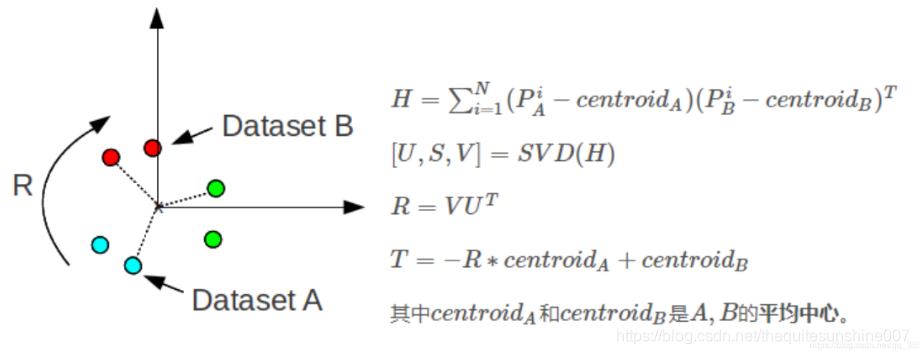 Dataset B
R
Dataset A
H = \sum_{i=1}^{N}(P_A^i - centroid_A)(P_B^i - centroid_B)^T
[U, S, V] = SVD(H)
R = VU^T
T = -R * centroid_A + centroid_B
其中centroid_A和centroid_B是A, B的平均中心。
https://blog.csdn.net/thequitesunshine007